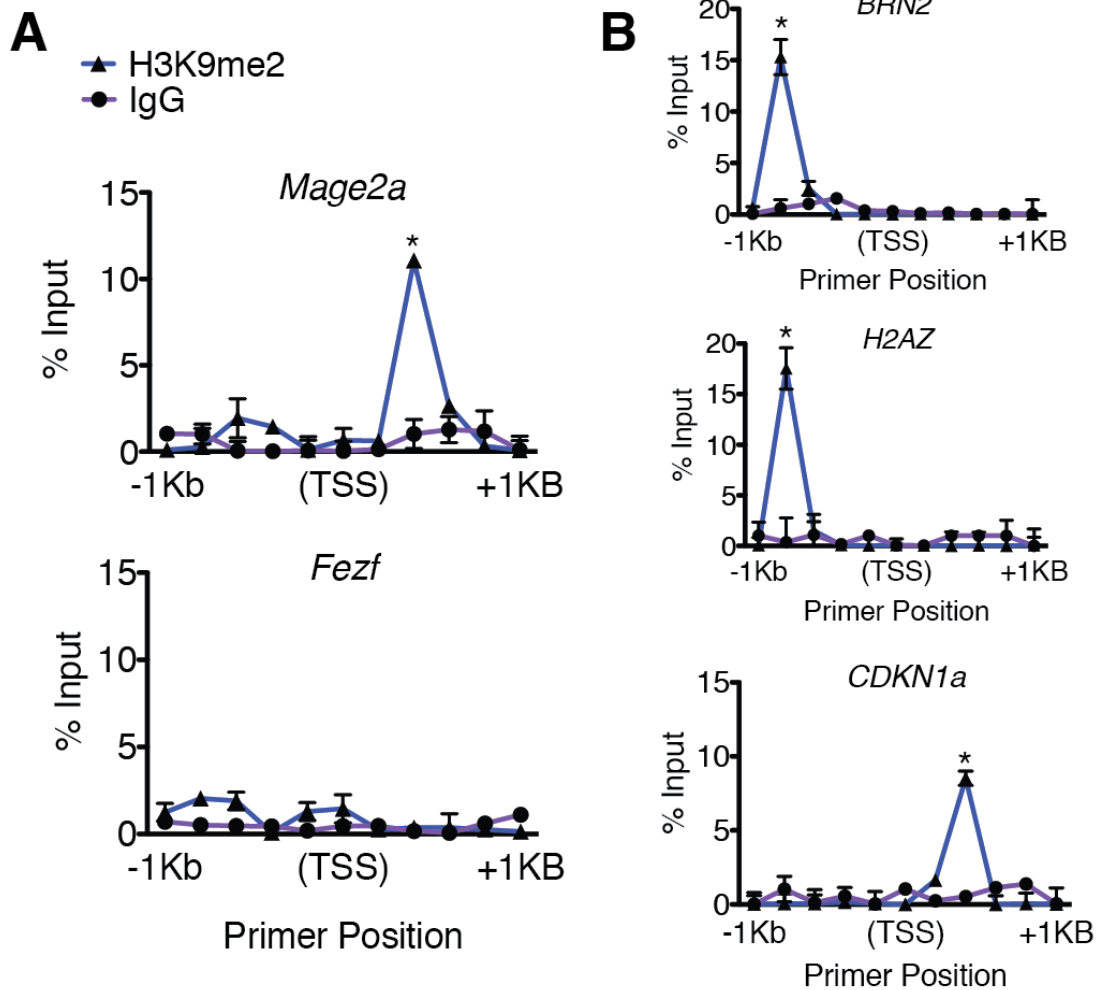 A
H3K9me2
IgG
Mage2a
15
10
5
0
% Input
*
-1Kb (TSS) +1KB
Fezf
15
10
5
0
% Input
-1Kb (TSS) +1KB
Primer Position
B
BRN2
20
15
10
5
0
% Input
*
-1Kb (TSS) +1KB
Primer Position
H2AZ
20
15
10
5
0
% Input
*
-1Kb (TSS) +1KB
Primer Position
CDKN1a
15
10
5
0
% Input
*
-1Kb (TSS) +1KB
Primer Position